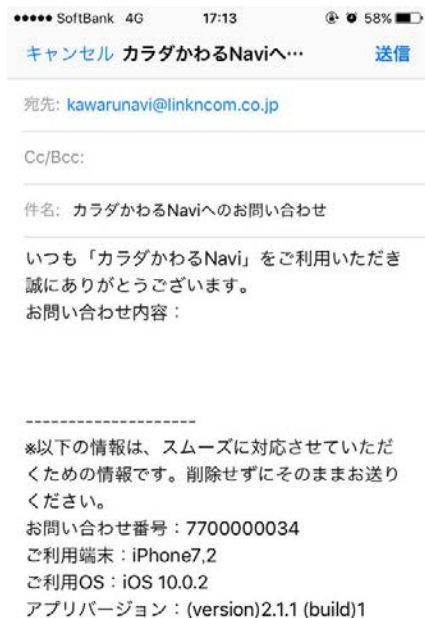 ●●●●● SoftBank 4G 17:13 58%
キャンセル カラダかわるNaviへ… 送信
宛先: kawarunavi@linkncom.co.jp
Cc/Bcc:
件名: カラダかわるNaviへのお問い合わせ
いつも「カラダかわるNavi」をご利用いただき
誠にありがとうございます。
お問い合わせ内容：
--------------------
※以下の情報は、スムーズに対応させていただ
くための情報です。削除せずにそのままお送り
ください。
お問い合わせ番号：7700000034
ご利用端末：iPhone7,2
ご利用OS：iOS 10.0.2
アプリバージョン：(version)2.1.1 (build)1